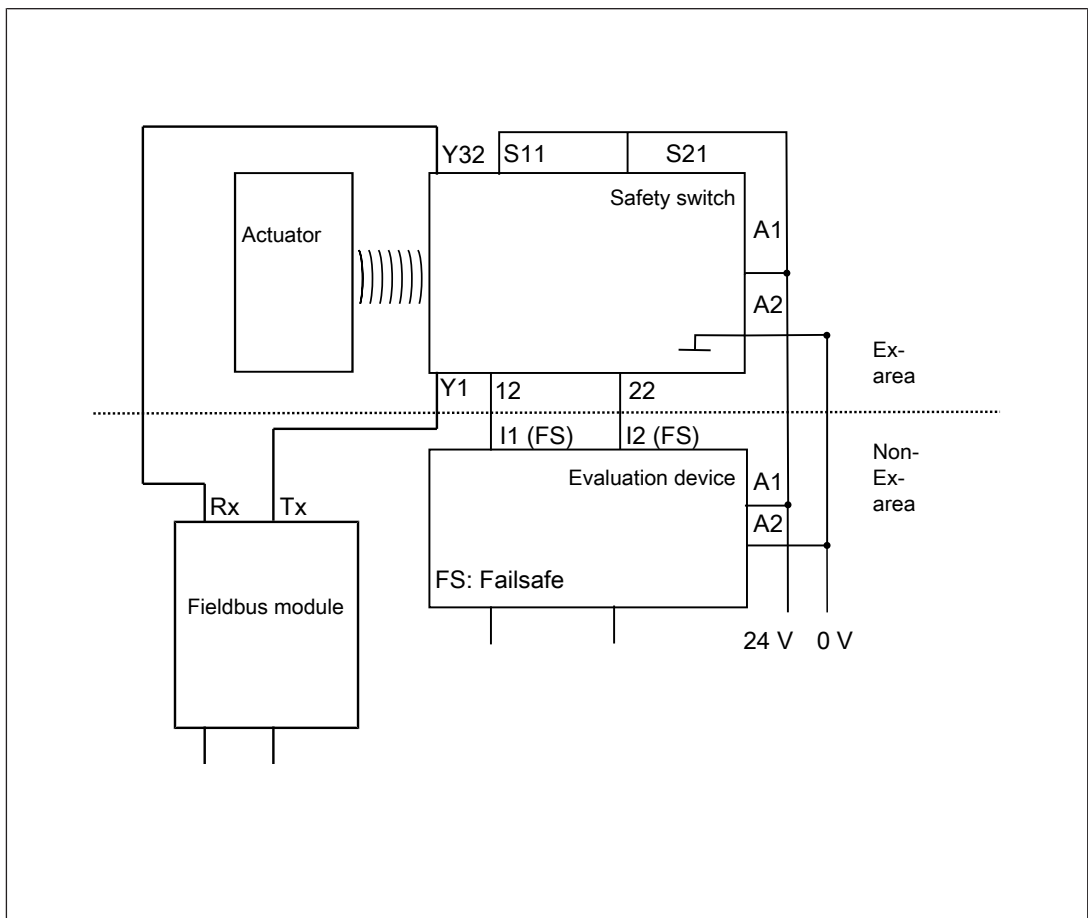 Y32
S11
S21
Safety switch
Actuator
A1
A2
Ex-
area
Y1
12
22
I1 (FS)
I2 (FS)
Non-
Ex-
area
Evaluation device
A1
Rx
Tx
A2
FS: Failsafe
Fieldbus module
24 V
0 V